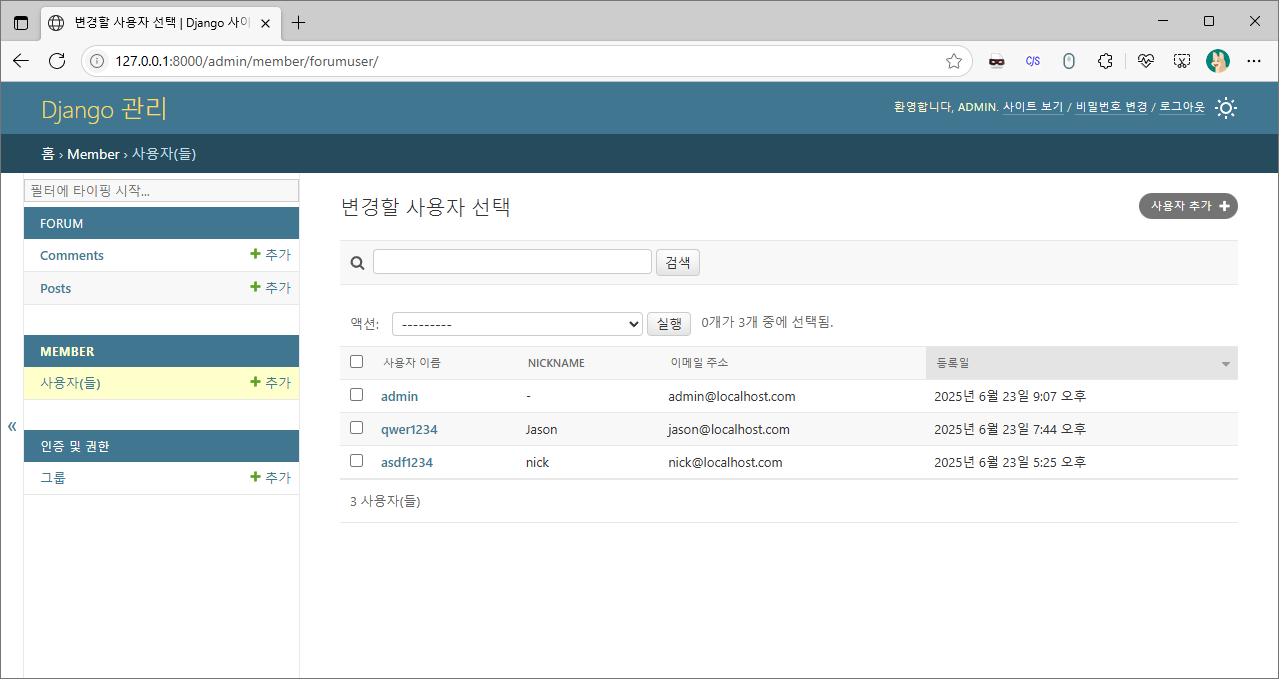 변경할 사용자 선택 | Django 사이
127.0.0.1:8000/admin/member/forumuser/
C/S
Django 관리
환영합니다, ADMIN. 사이트 보기 / 비밀번호 변경 / 로그아웃
홈 › Member › 사용자(들)
필터에 타이핑 시작...
FORUM
Comments 추가
Posts 추가
MEMBER
사용자(들) 추가
인증 및 권한
그룹 추가
«
변경할 사용자 선택
사용자 추가
검색
액션: --------- 실행 0개가 3개 중에 선택됨.
사용자 이름 NICKNAME 이메일 주소 등록일
admin - admin@localhost.com 2025년 6월 23일 9:07 오후
qwer1234 Jason jason@localhost.com 2025년 6월 23일 7:44 오후
asdf1234 nick nick@localhost.com 2025년 6월 23일 5:25 오후
3 사용자(들)